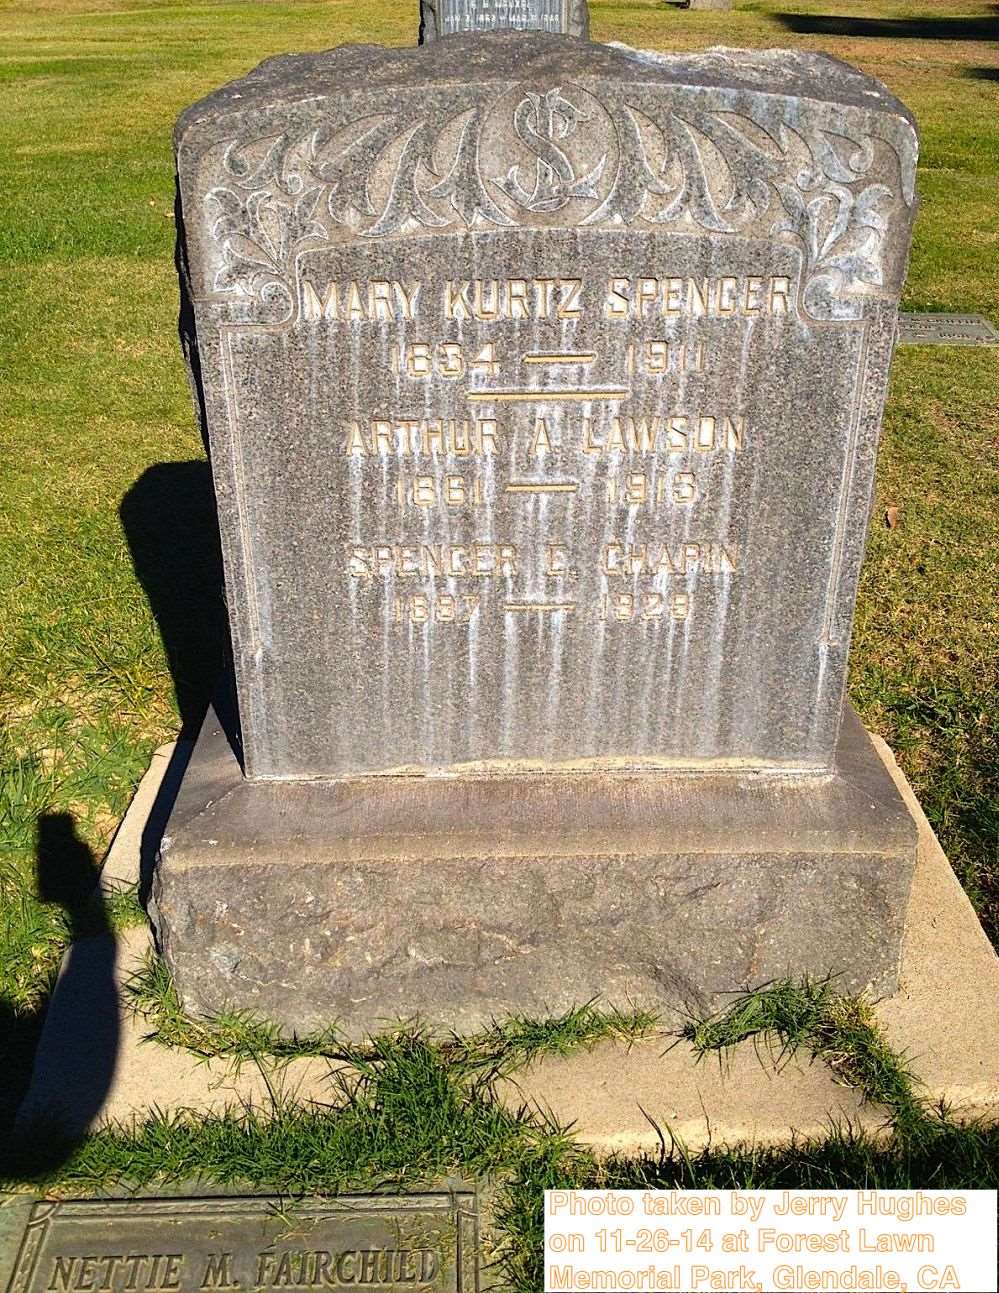 MARY KURTZ SPENCER
1834 — 1911
ARTHUR A. LAWSON
1861 — 1915
SPENCER E. CHAPIN
1887 — 1929
NETTIE M. FAIRCHILD
Photo taken by Jerry Hughes
on 11-26-14 at Forest Lawn
Memorial Park, Glendale, CA